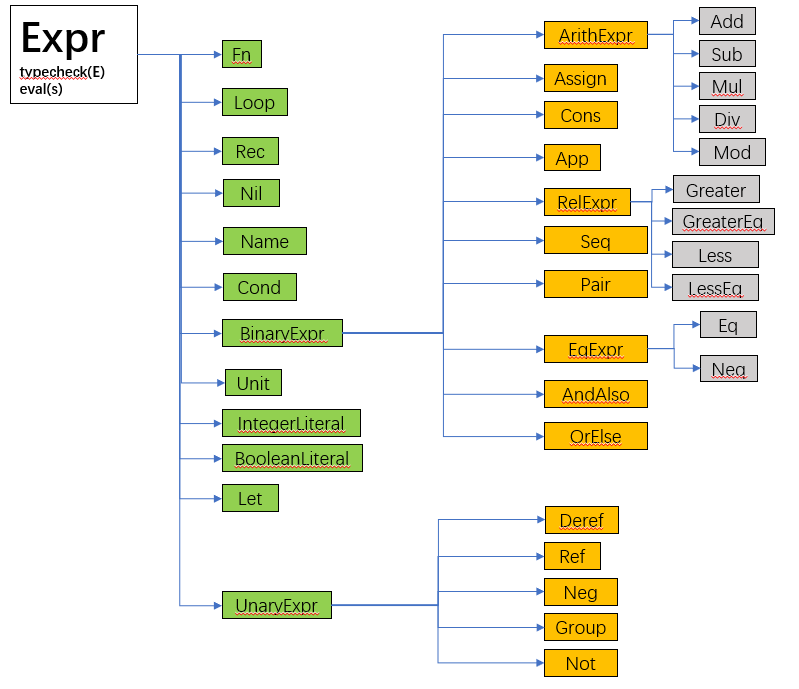 Expr
typecheck(E)
eval(s)
Fn
Loop
Rec
Nil
Name
Cond
BinaryExpr
Unit
IntegerLiteral
BooleanLiteral
Let
UnaryExpr
ArithExpr
Assign
Cons
App
RelExpr
Seq
Pair
EqExpr
AndAlso
OrElse
Deref
Ref
Neg
Group
Not
Add
Sub
Mul
Div
Mod
Greater
GreaterEq
Less
LessEq
Eq
Neq